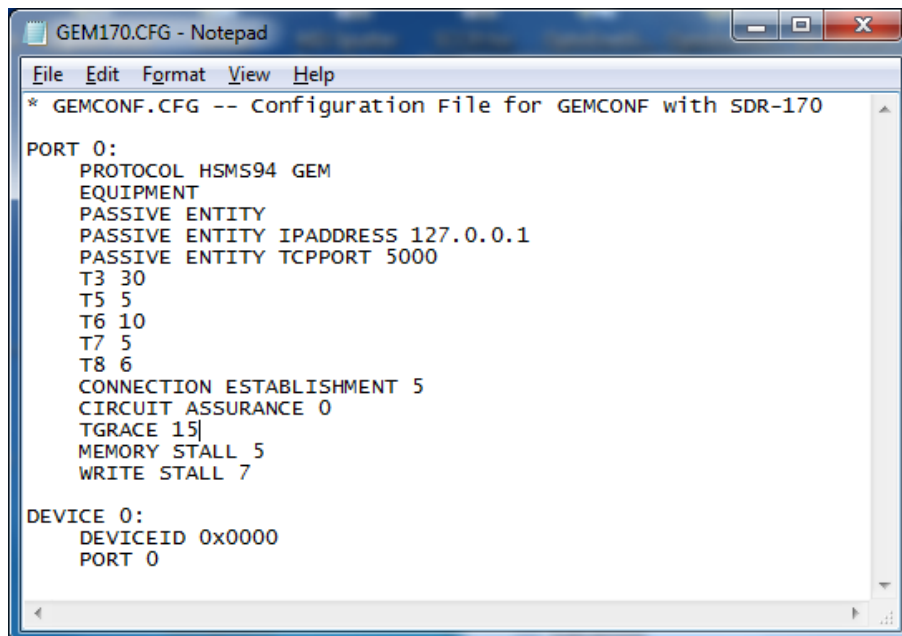 GEM170.CFG - Notepad
File Edit Format View Help
* GEMCONF.CFG -- Configuration File for GEMCONF with SDR-170
PORT 0:
PROTOCOL HSMS94 GEM
EQUIPMENT
PASSIVE ENTITY
PASSIVE ENTITY IPADDRESS 127.0.0.1
PASSIVE ENTITY TCPPORT 5000
T3 30
T5 5
T6 10
T7 5
T8 6
CONNECTION ESTABLISHMENT 5
CIRCUIT ASSURANCE 0
TGRACE 15
MEMORY STALL 5
WRITE STALL 7
DEVICE 0:
DEVICEID 0x0000
PORT 0